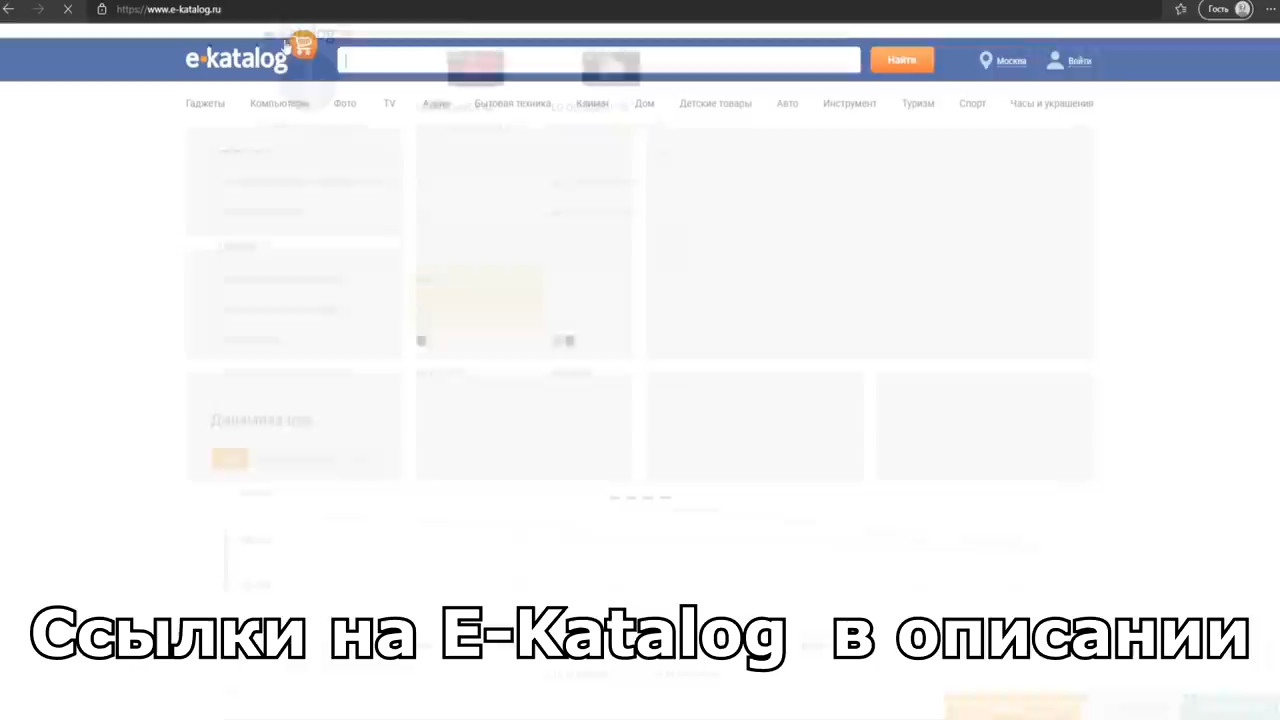 https://www.e-katalog.ru
Гость
e-katalog
Найти
Москва
Войти
Гаджеты Компьютеры Фото TV Аудио Бытовая техника Климат Дом Детские товары Авто Инструмент Туризм Спорт Часы и украшения
Динамика цен
Ссылки на E-Katalog в описании